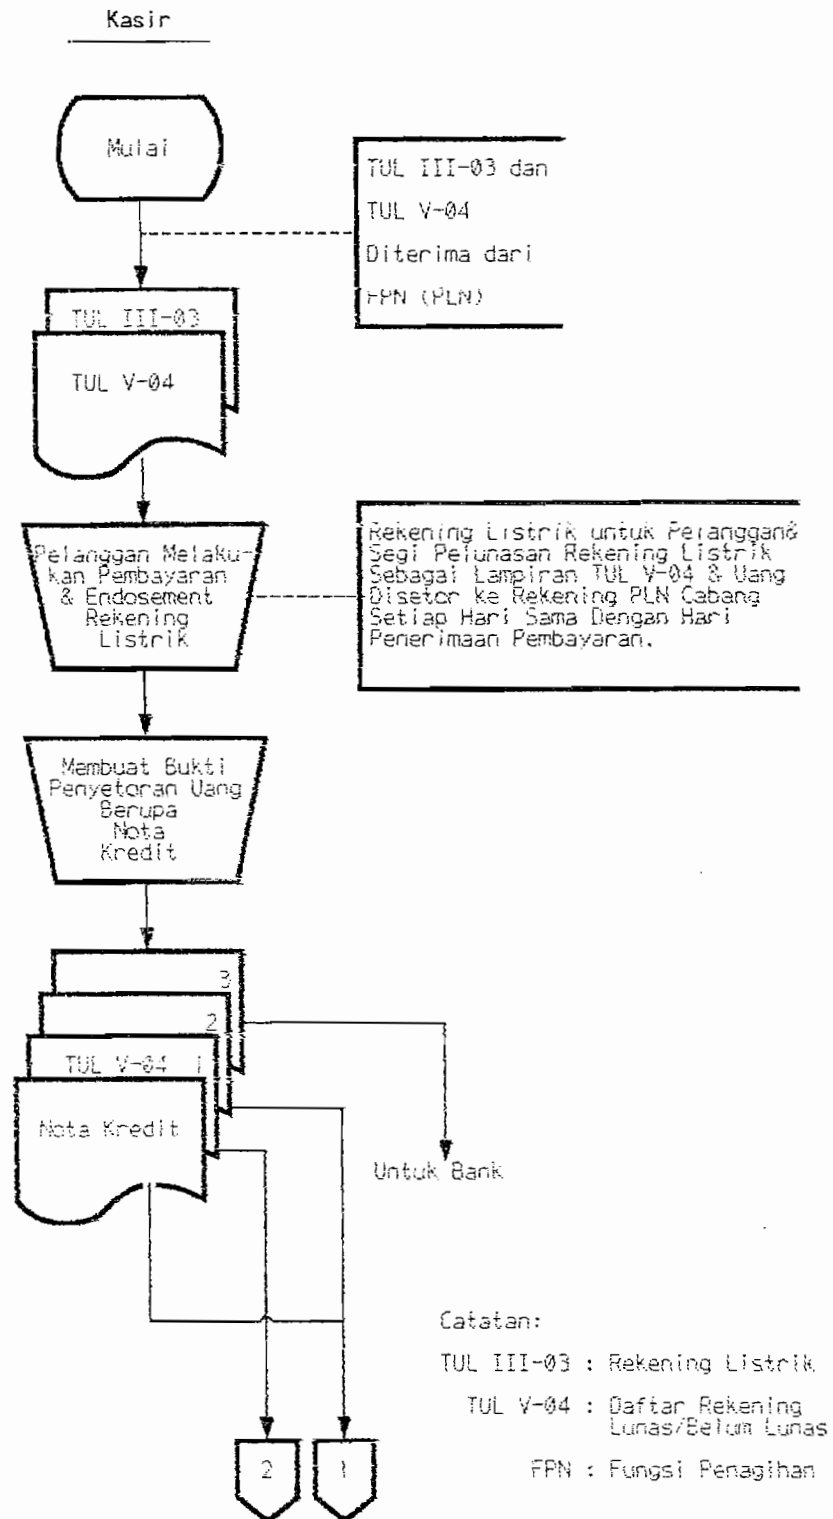 Kasir
Mulai
TUL III-03 dan
TUL V-04
Diterima dari
FPN (PLN)
TUL III-03
TUL V-04
Pelanggan Melaku-
kan Pembayaran
& Endosement
Rekening
Listrik
Rekening Listrik untuk Pelanggan&
Segi Pelunasan Rekening Listrik
Sebagai Lampiran TUL V-04 & Uang
Disetor ke Rekening PLN Cabang
Setiap Hari Sama Dengan Hari
Penerimaan Pembayaran.
Membuat Bukti
Penyetoran Uang
Berupa
Nota
Kredit
3
2
TUL V-04 1
Nota Kredit
Untuk Bank
Catatan:
TUL III-03 : Rekening Listrik
TUL V-04 : Daftar Rekening
Lunas/Belum Lunas
FPN : Fungsi Penagihan
2
1